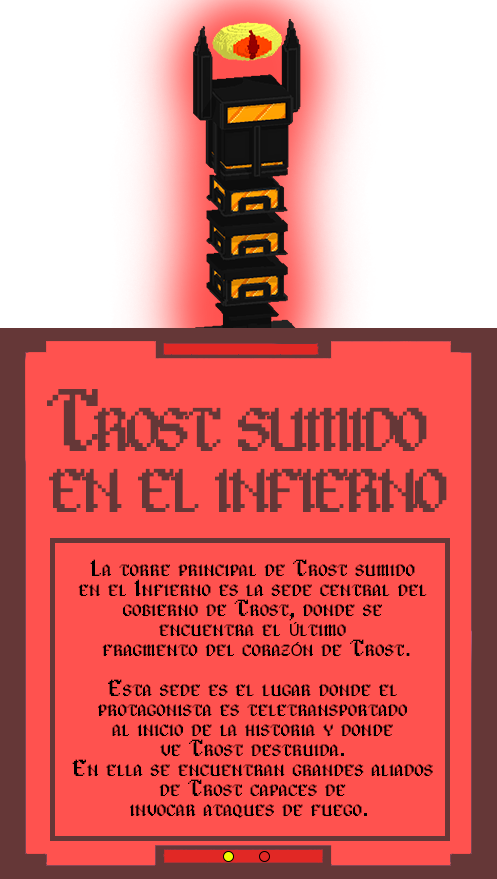 Trost sumido
en el infierno
La torre principal de Trost sumido
en el Infierno es la sede central del
gobierno de Trost, donde se
encuentra el último
fragmento del corazón de Trost.
Esta sede es el lugar donde el
protagonista es teletransportado
al inicio de la historia y donde
ve Trost destruida.
En ella se encuentran grandes aliados
de Trost capaces de
invocar ataques de fuego.